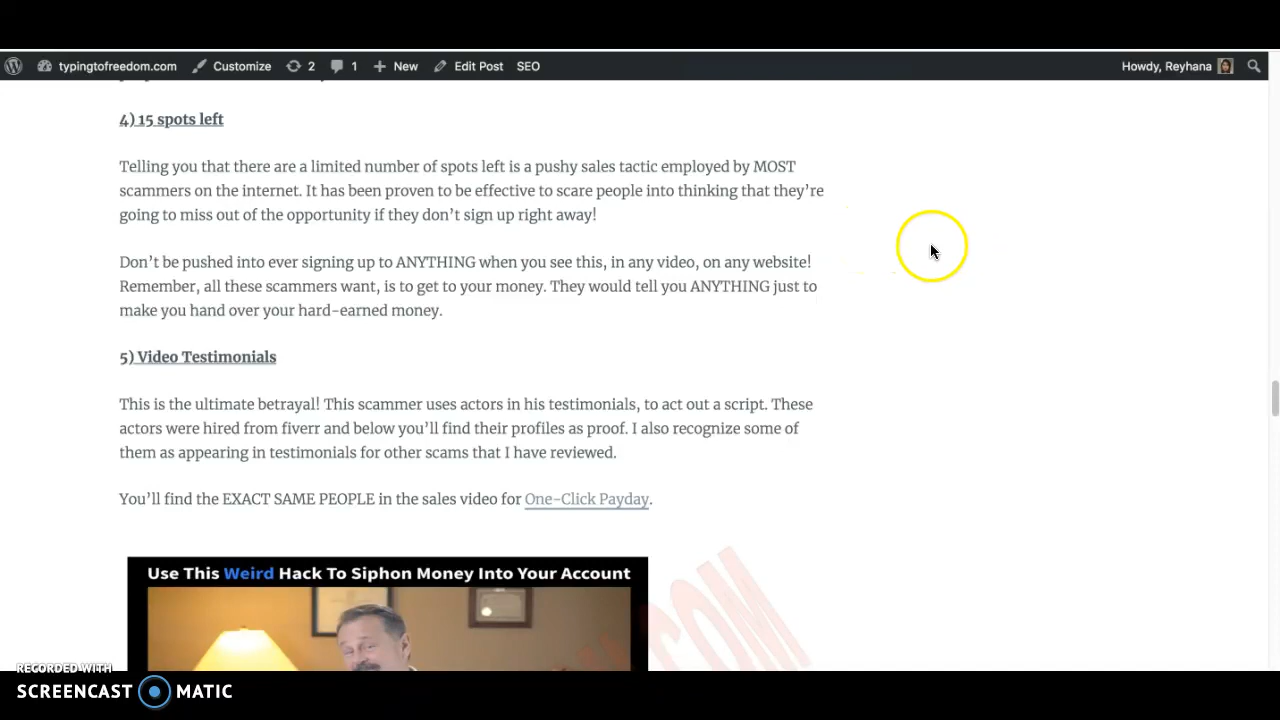 typingtofreedom.com Customize 2 1 New Edit Post SEO Howdy, Reyhana
4) 15 spots left
Telling you that there are a limited number of spots left is a pushy sales tactic employed by MOST
scammers on the internet. It has been proven to be effective to scare people into thinking that they're
going to miss out of the opportunity if they don't sign up right away!
Don't be pushed into ever signing up to ANYTHING when you see this, in any video, on any website!
Remember, all these scammers want, is to get to your money. They would tell you ANYTHING just to
make you hand over your hard-earned money.
5) Video Testimonials
This is the ultimate betrayal! This scammer uses actors in his testimonials, to act out a script. These
actors were hired from fiverr and below you'll find their profiles as proof. I also recognize some of
them as appearing in testimonials for other scams that I have reviewed.
You'll find the EXACT SAME PEOPLE in the sales video for One-Click Payday.
Use This Weird Hack To Siphon Money Into Your Account
RECORDED WITH
SCREENCAST MATIC